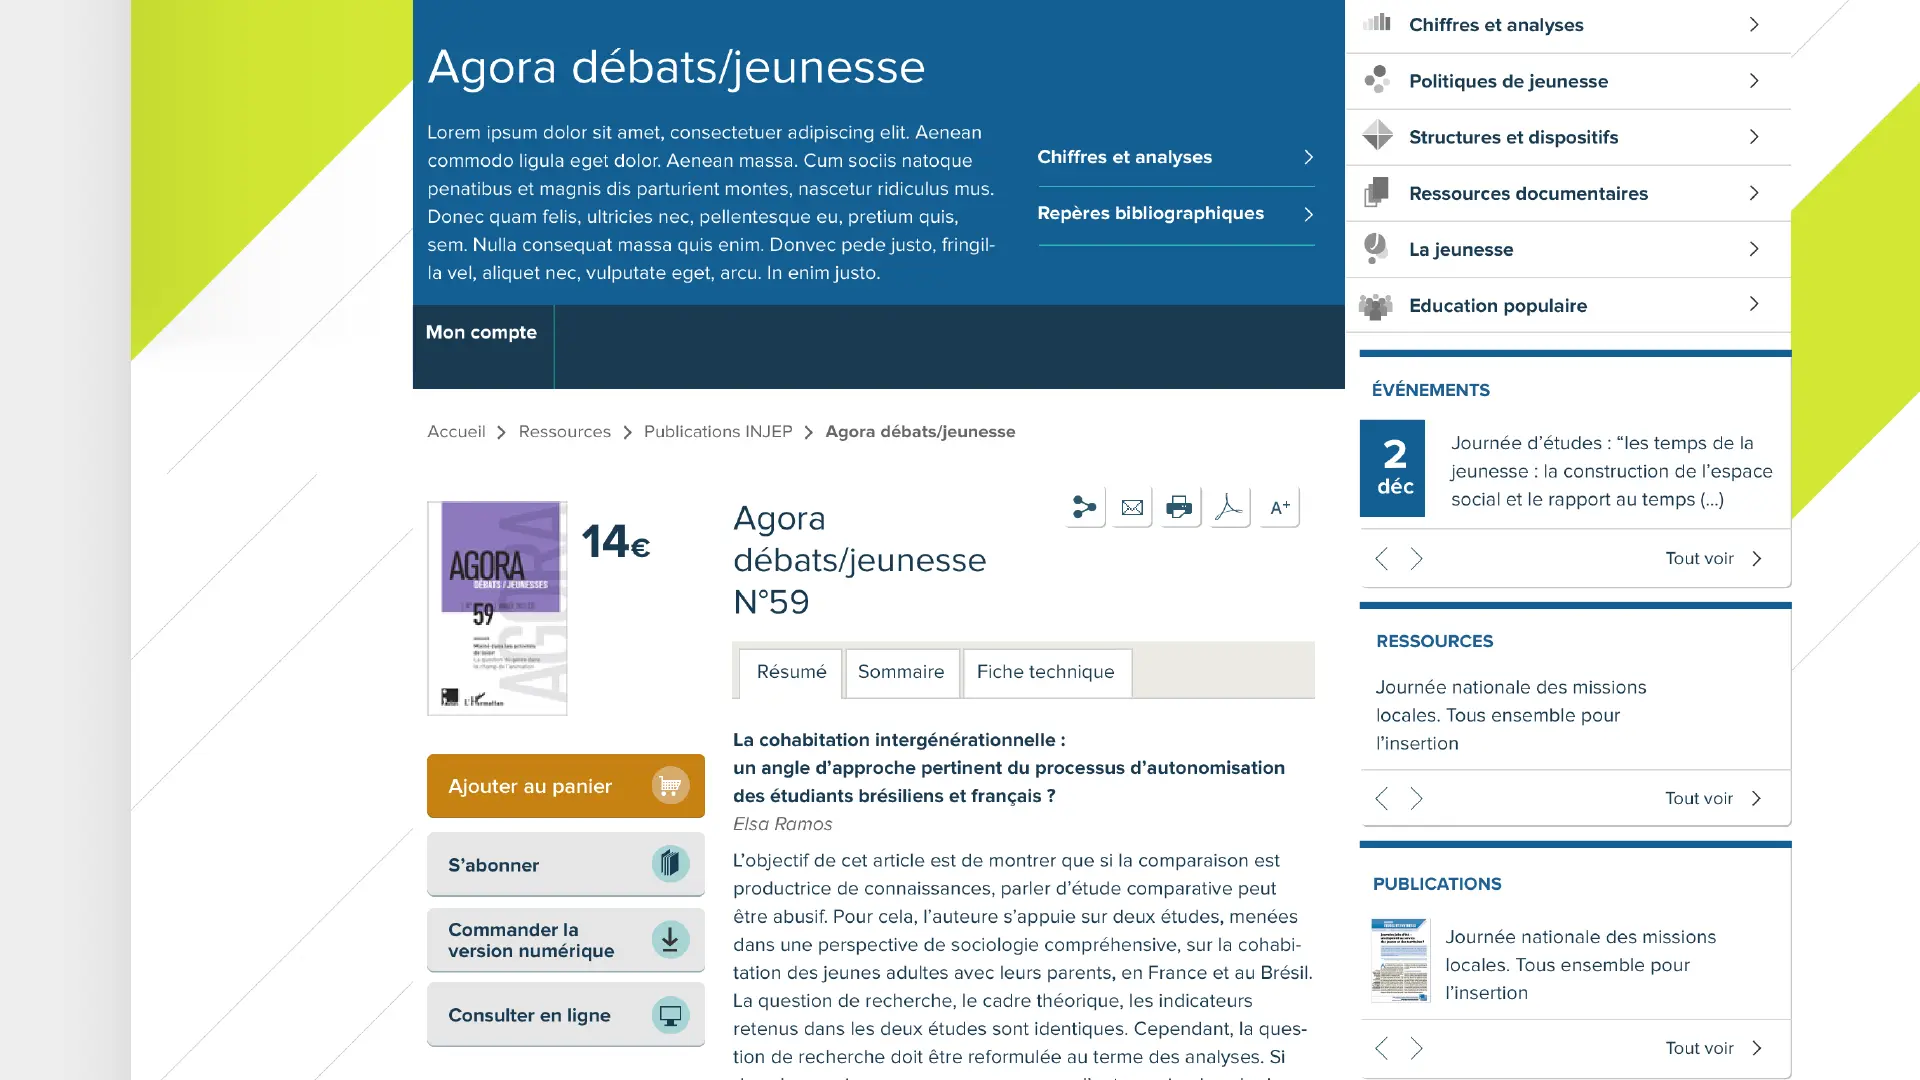 Agora débats/jeunesse
Lorem ipsum dolor sit amet, consectetuer adipiscing elit. Aenean
commodo ligula eget dolor. Aenean massa. Cum sociis natoque
penatibus et magnis dis parturient montes, nascetur ridiculus mus.
Donec quam felis, ultricies nec, pellentesque eu, pretium quis,
sem. Nulla consequat massa quis enim. Donvec pede justo, fringil-
la vel, aliquet nec, vulputate eget, arcu. In enim justo.
Chiffres et analyses
Repères bibliographiques
Mon compte
Accueil > Ressources > Publications INJEP > Agora débats/jeunesse
AGORA
DÉBATS / JEUNESSES
59
14€
Ajouter au panier
S'abonner
Commander la
version numérique
Consulter en ligne
Agora
débats/jeunesse
N°59
A+
Résumé
Sommaire
Fiche technique
La cohabitation intergénérationnelle :
un angle d'approche pertinent du processus d'autonomisation
des étudiants brésiliens et français ?
Elsa Ramos
L'objectif de cet article est de montrer que si la comparaison est
productrice de connaissances, parler d'étude comparative peut
être abusif. Pour cela, l'auteure s'appuie sur deux études, menées
dans une perspective de sociologie compréhensive, sur la cohabi-
tation des jeunes adultes avec leurs parents, en France et au Brésil.
La question de recherche, le cadre théorique, les indicateurs
retenus dans les deux études sont identiques. Cependant, la ques-
tion de recherche doit être reformulée au terme des analyses. Si
Chiffres et analyses
Politiques de jeunesse
Structures et dispositifs
Ressources documentaires
La jeunesse
Education populaire
ÉVÉNEMENTS
2
déc
Journée d'études : "les temps de la
jeunesse : la construction de l'espace
social et le rapport au temps (...)
Tout voir
RESSOURCES
Journée nationale des missions
locales. Tous ensemble pour
l'insertion
Tout voir
PUBLICATIONS
Journée nationale des missions
locales. Tous ensemble pour
l'insertion
Tout voir